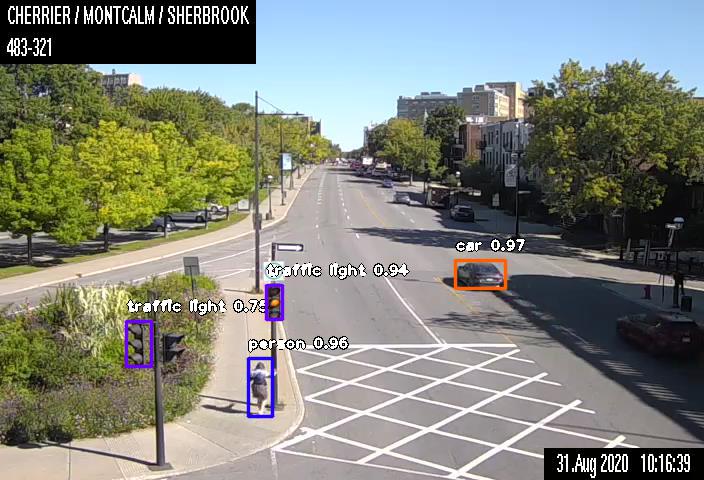 CHERRIER / MONTCALM / SHERBROOK
483-321
car 0.97
traffic light 0.94
traffic light 0.75
person 0.96
31.Aug 2020 10:16:39